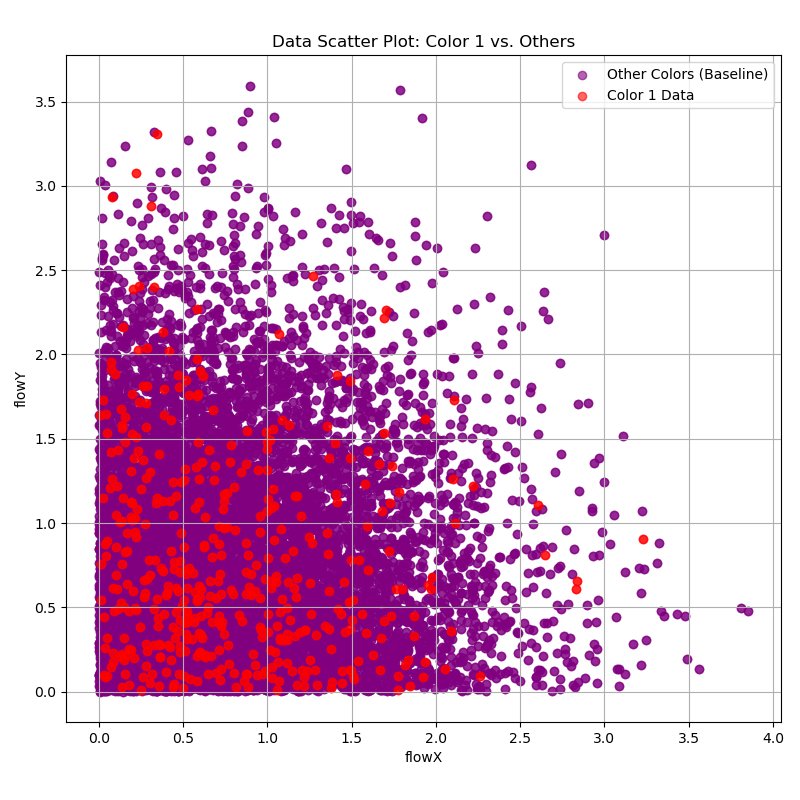 Data Scatter Plot: Color 1 vs. Others
Other Colors (Baseline)
Color 1 Data
flowY
3.5
3.0
2.5
2.0
1.5
1.0
0.5
0.0
0.0 0.5 1.0 1.5 2.0 2.5 3.0 3.5 4.0
flowX